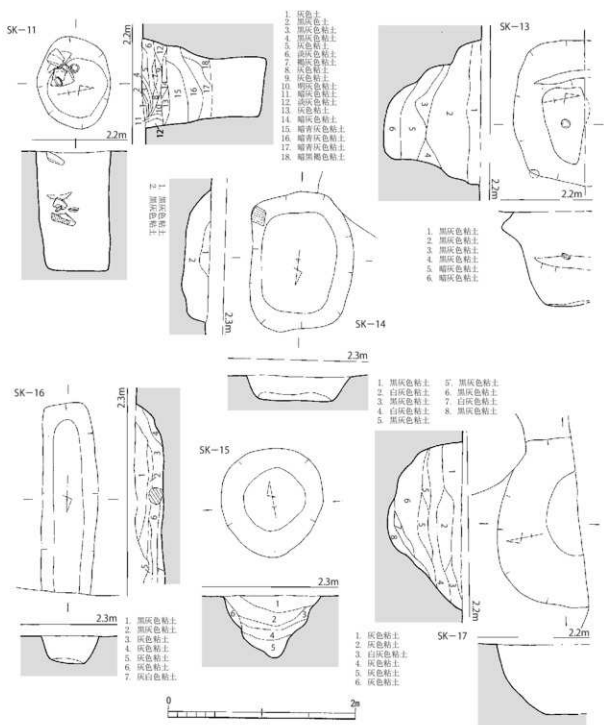 SK-11
2.2m
2.2m
1. 灰色土
2. 黒灰色土
3. 黒灰色粘土
4. 黒灰色粘土
5. 灰色粘土
6. 淡灰色粘土
7. 褐灰色粘土
8. 灰色粘土
9. 灰色粘土
10. 明灰色粘土
11. 暗灰色粘土
12. 淡灰色粘土
13. 灰色粘土
14. 暗灰色粘土
15. 暗青灰色粘土
16. 暗青灰色粘土
17. 暗青灰色粘土
18. 暗黒褐色粘土
SK-13
2.2m
2.2m
1. 黒灰色粘土
2. 黒灰色粘土
3. 黒灰色粘土
4. 黒灰色粘土
5. 暗灰色粘土
6. 暗灰色粘土
1. 黒灰色粘土
2. 黒灰色粘土
2.3m
SK-14
2.3m
1. 黒灰色粘土
2. 白灰色粘土
3. 黒灰色粘土
4. 白灰色粘土
5. 黒灰色粘土
5'. 黒灰色粘土
6. 黒灰色粘土
7. 白灰色粘土
8. 黒灰色粘土
SK-16
2.3m
2.3m
1. 黒灰色粘土
2. 黒灰色粘土
3. 灰色粘土
4. 灰色粘土
5. 灰色粘土
6. 灰色粘土
7. 灰白色粘土
SK-15
2.3m
1. 灰色粘土
2. 灰色粘土
3. 白灰色粘土
4. 灰色粘土
5. 灰色粘土
6. 灰色粘土
SK-17
2.2m
2.2m
0
2m